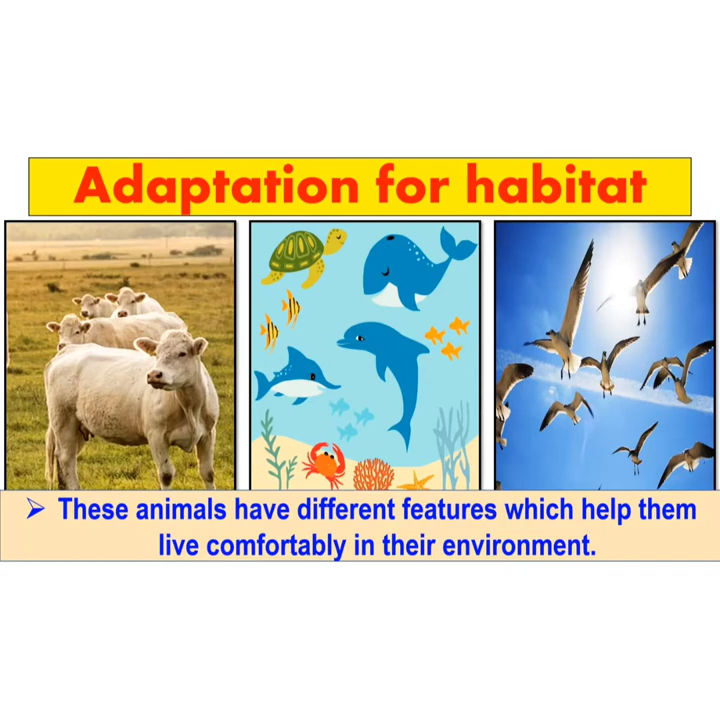 Adaptation for habitat
➢ These animals have different features which help them
live comfortably in their environment.